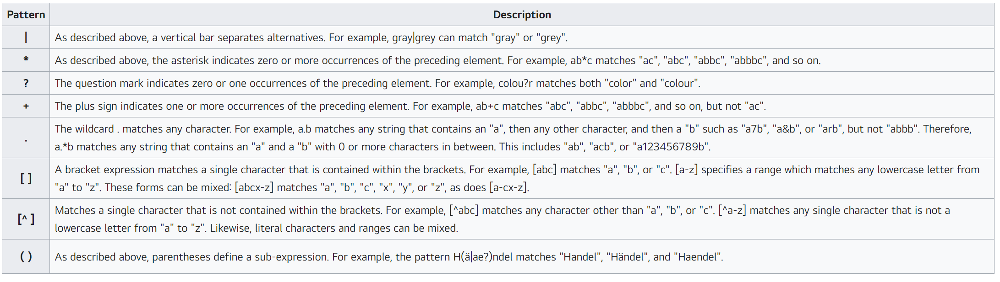 Pattern Description
| As described above, a vertical bar separates alternatives. For example, gray|grey can match "gray" or "grey".
* As described above, the asterisk indicates zero or more occurrences of the preceding element. For example, ab*c matches "ac", "abc", "abbc", "abbbc", and so on.
? The question mark indicates zero or one occurrences of the preceding element. For example, colou?r matches both "color" and "colour".
+ The plus sign indicates one or more occurrences of the preceding element. For example, ab+c matches "abc", "abbc", "abbbc", and so on, but not "ac".
. The wildcard . matches any character. For example, a.b matches any string that contains an "a", then any other character, and then a "b" such as "a7b", "a&b", or "arb", but not "abbb". Therefore,
a.*b matches any string that contains an "a" and a "b" with 0 or more characters in between. This includes "ab", "acb", or "a123456789b".
[ ] A bracket expression matches a single character that is contained within the brackets. For example, [abc] matches "a", "b", or "c". [a-z] specifies a range which matches any lowercase letter from
"a" to "z". These forms can be mixed: [abcx-z] matches "a", "b", "c", "x", "y", or "z", as does [a-cx-z].
[^ ] Matches a single character that is not contained within the brackets. For example, [^abc] matches any character other than "a", "b", or "c". [^a-z] matches any single character that is not a
lowercase letter from "a" to "z". Likewise, literal characters and ranges can be mixed.
( ) As described above, parentheses define a sub-expression. For example, the pattern H(ä|ae?)ndel matches "Handel", "Händel", and "Haendel".